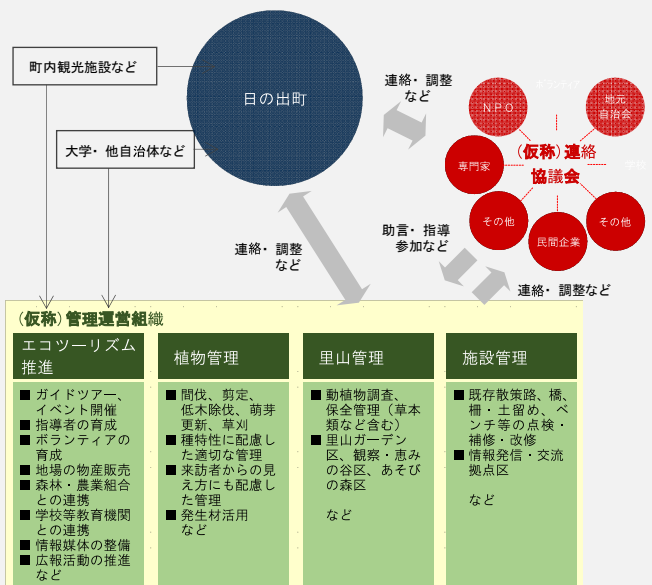 町内観光施設など
大学・他自治体など
日の出町
連絡・調整
など
ボランティア
NPO
地元
自治会
専門家
(仮称)連絡
協議会
学校
その他
その他
民間企業
連絡・調整
など
助言・指導
参加など
連絡・調整など
(仮称)管理運営組織
エコツーリズム
推進
■ ガイドツアー、
イベント開催
■ 指導者の育成
■ ボランティアの
育成
■ 地場の物産販売
■ 森林・農業組合
との連携
■ 学校等教育機関
との連携
■ 情報媒体の整備
■ 広報活動の推進
など
植物管理
■ 間伐、剪定、
低木除伐、萌芽
更新、草刈
■ 種特性に配慮し
た適切な管理
■ 来訪者からの見
え方にも配慮し
た管理
■ 発生材活用
など
里山管理
■ 動植物調査、
保全管理(草本
類など含む)
■ 里山ガーデン
区、観察・恵み
の谷区、あそび
の森区
など
施設管理
■ 既存散策路、橋、
柵・土留め、ベ
ンチ等の点検・
補修・改修
■ 情報発信・交流
拠点区
など